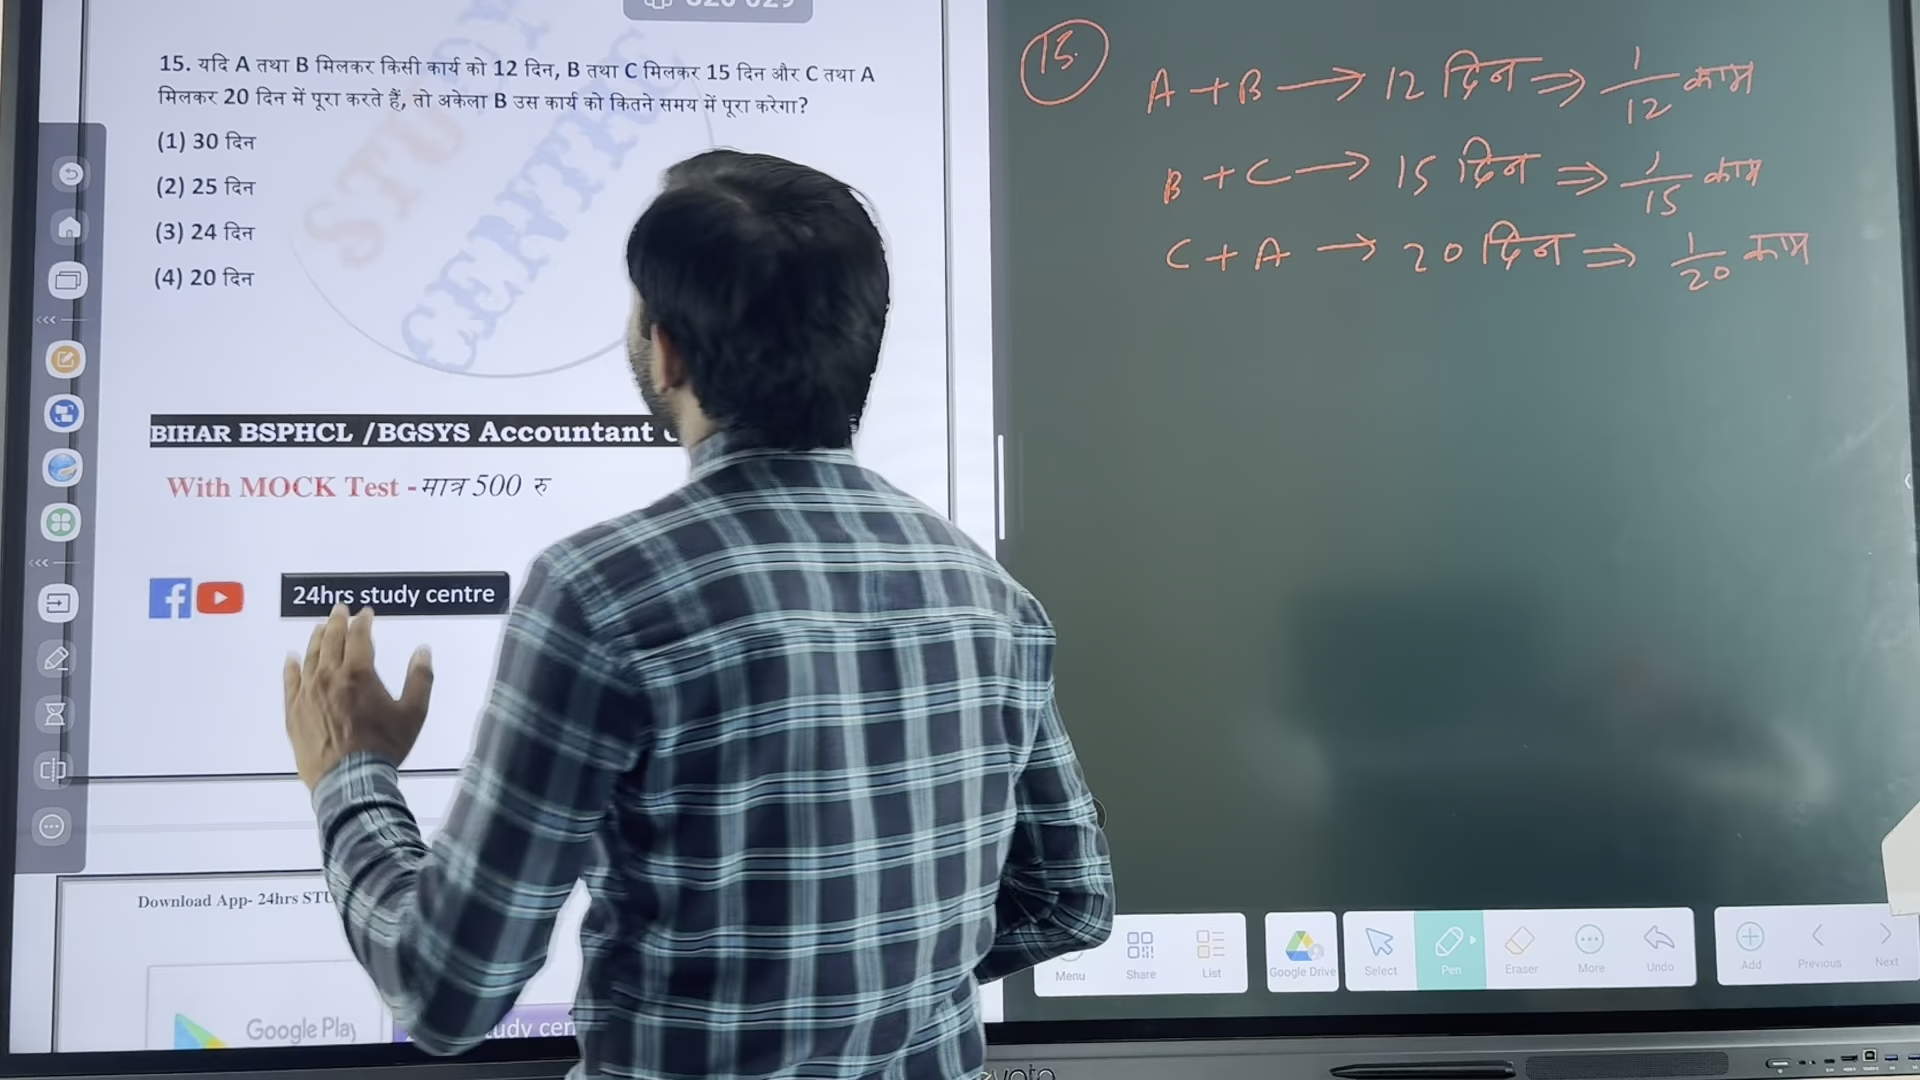 15. यदि A तथा B मिलकर किसी कार्य को 12 दिन, B तथा C मिलकर 15 दिन और C तथा A
मिलकर 20 दिन में पूरा करते हैं, तो अकेला B उस कार्य को कितने समय में पूरा करेगा?
(1) 30 दिन
(2) 25 दिन
(3) 24 दिन
(4) 20 दिन
STUDY
CENTRE
BIHAR BSPHCL /BGSYS Accountant
With MOCK Test -मात्र 500 रु
24hrs study centre
Download App- 24hrs
Google Play
15.
A + B → 12 दिन ⇒ 1/12 काम
B + C → 15 दिन ⇒ 1/15 काम
C + A → 20 दिन ⇒ 1/20 काम
Menu
Share
List
Google Drive
Select
Pen
Eraser
More
Undo
Add
Previous
Next